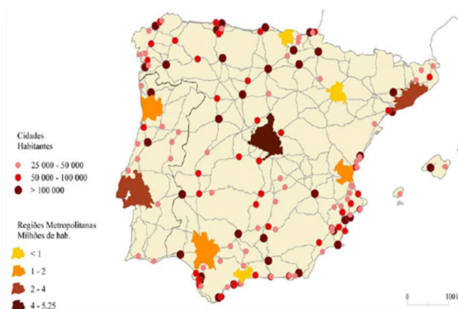 Cidades
Habitantes
25 000 - 50 000
50 000 - 100 000
> 100 000
Regiões Metropolitanas
Milhões de hab.
< 1
1 - 2
2 - 4
4 - 5.25
0